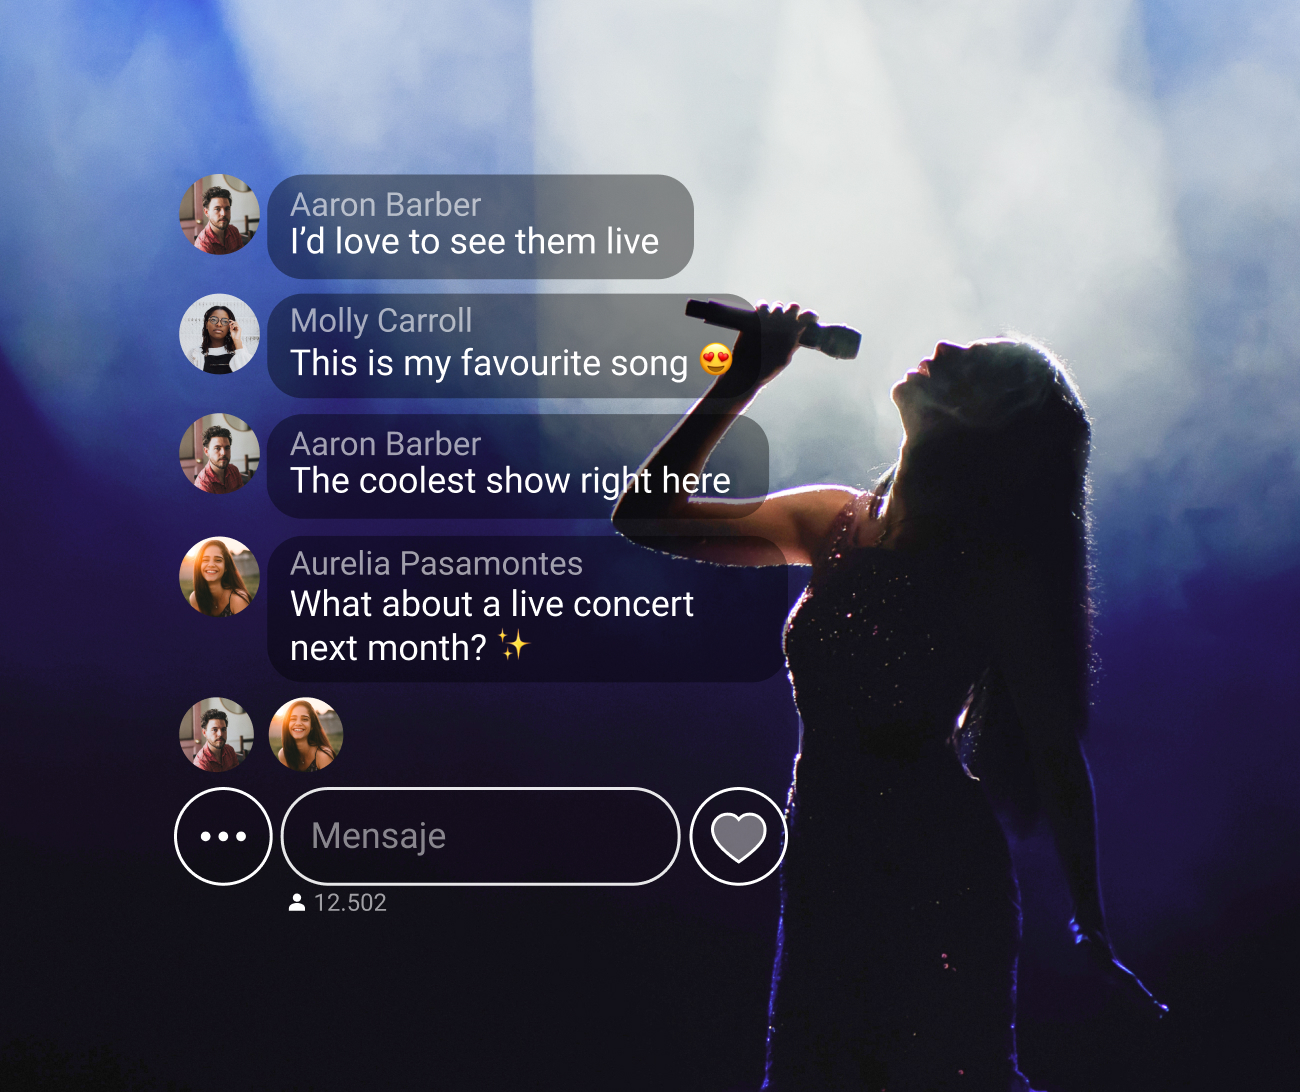 Aaron Barber
I’d love to see them live
Molly Carroll
This is my favourite song 😍
Aaron Barber
The coolest show right here
Aurelia Pasamontes
What about a live concert
next month? ✨
Mensaje
12.502